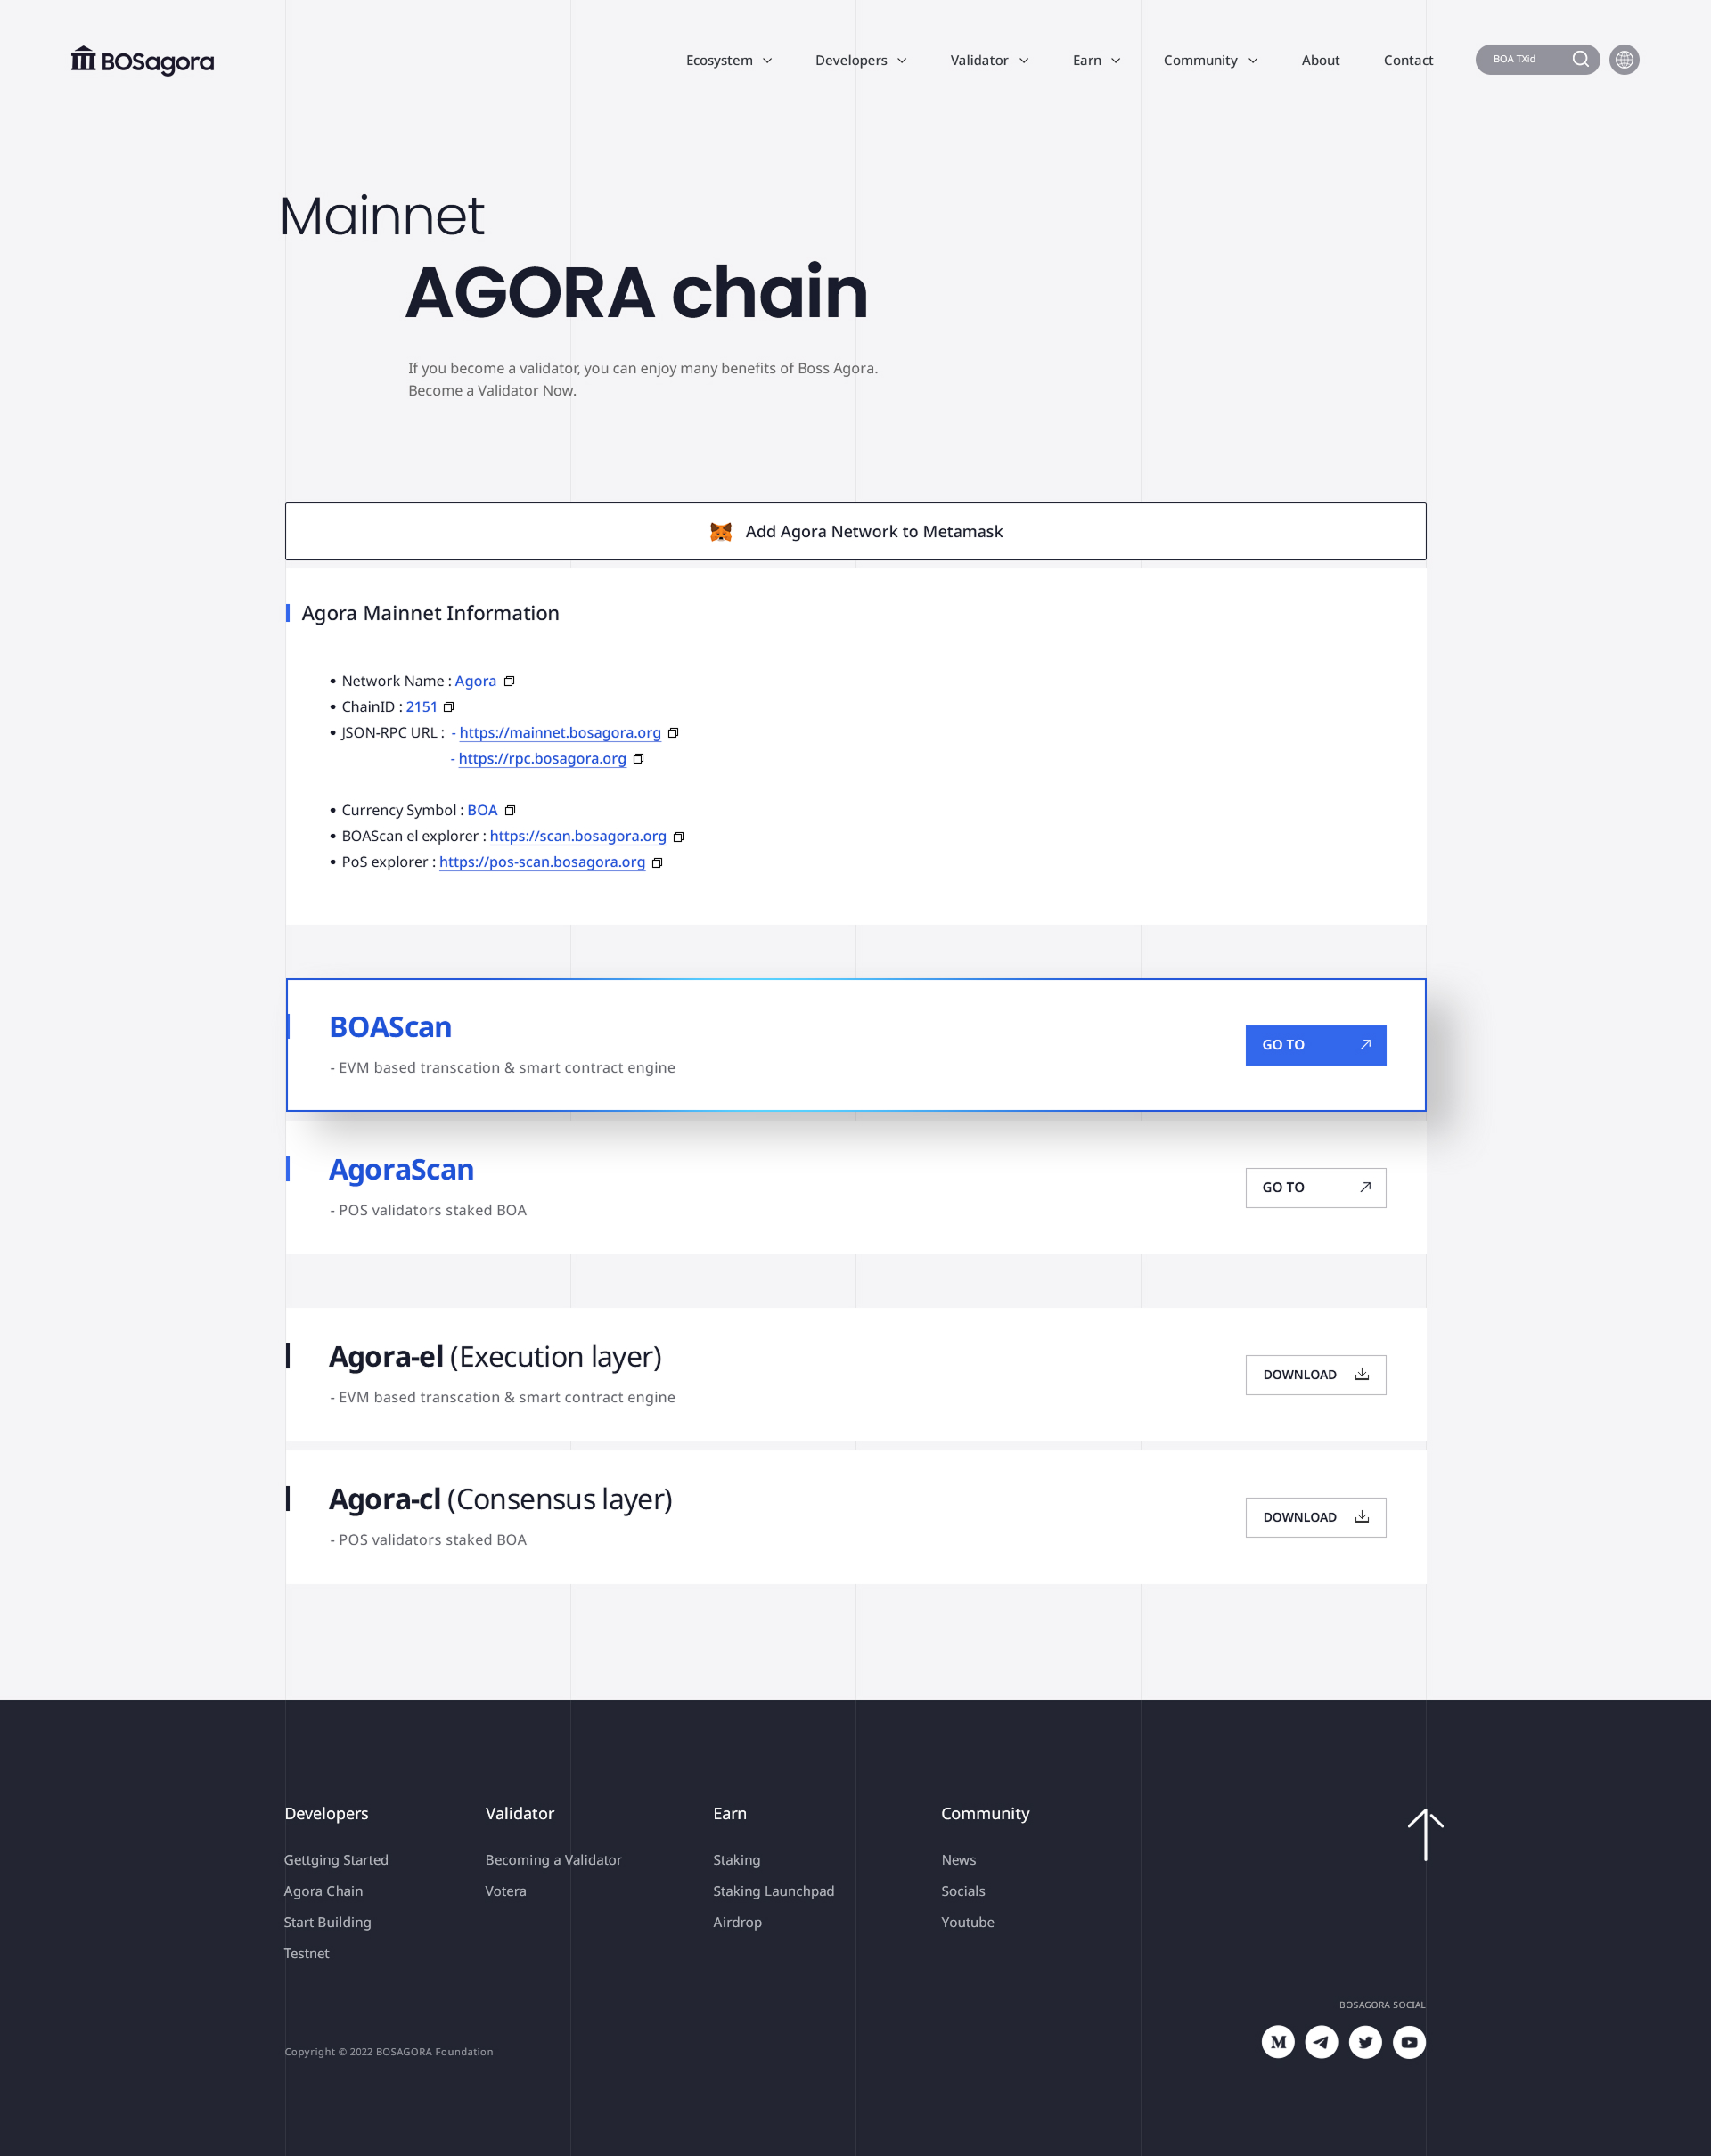 BOSagora
Ecosystem
Developers
Validator
Earn
Community
About
Contact
BOA TXid
Mainnet
AGORA chain
If you become a validator, you can enjoy many benefits of Boss Agora.
Become a Validator Now.
Add Agora Network to Metamask
Agora Mainnet Information
• Network Name : Agora
• ChainID : 2151
• JSON-RPC URL : - https://mainnet.bosagora.org
- https://rpc.bosagora.org
• Currency Symbol : BOA
• BOAScan el explorer : https://scan.bosagora.org
• PoS explorer : https://pos-scan.bosagora.org
BOAScan
- EVM based transcation & smart contract engine
GO TO
AgoraScan
- POS validators staked BOA
GO TO
Agora-el (Execution layer)
- EVM based transcation & smart contract engine
DOWNLOAD
Agora-cl (Consensus layer)
- POS validators staked BOA
DOWNLOAD
Developers
Gettging Started
Agora Chain
Start Building
Testnet
Validator
Becoming a Validator
Votera
Earn
Staking
Staking Launchpad
Airdrop
Community
News
Socials
Youtube
BOSAGORA SOCIAL
M
Copyright © 2022 BOSAGORA Foundation